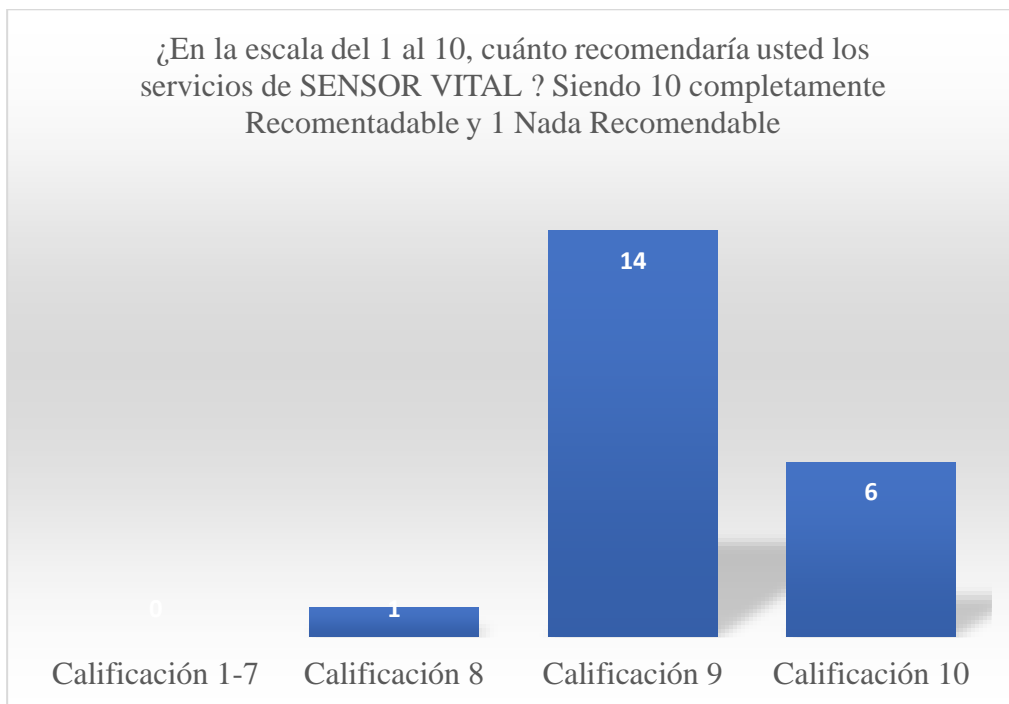 ¿En la escala del 1 al 10, cuánto recomendaría usted los
servicios de SENSOR VITAL ? Siendo 10 completamente
Recomentadable y 1 Nada Recomendable
14
6
0
1
Calificación 1-7
Calificación 8
Calificación 9
Calificación 10